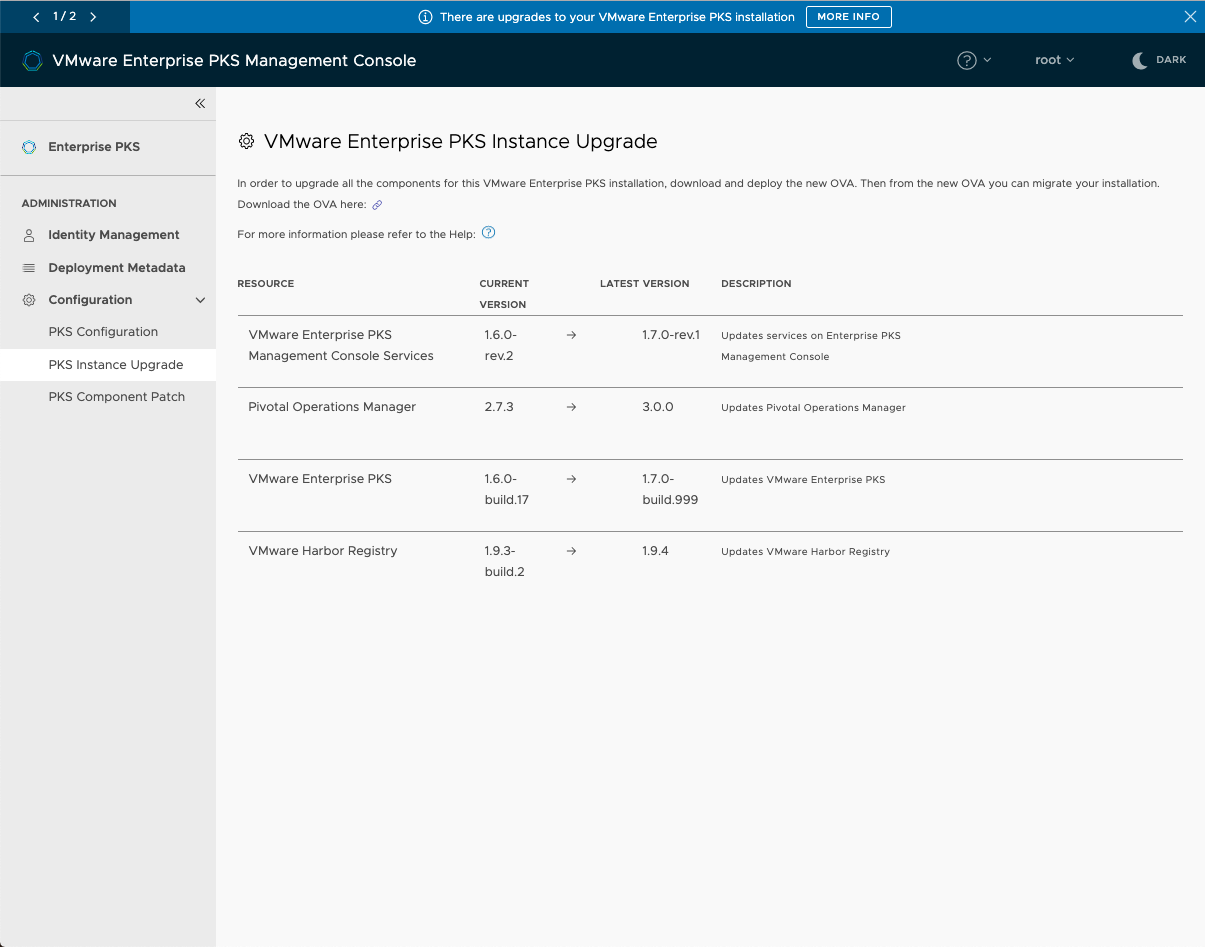 1 / 2
There are upgrades to your VMware Enterprise PKS installation
MORE INFO
VMware Enterprise PKS Management Console
?
root
DARK
Enterprise PKS
ADMINISTRATION
Identity Management
Deployment Metadata
Configuration
PKS Configuration
PKS Instance Upgrade
PKS Component Patch
VMware Enterprise PKS Instance Upgrade
In order to upgrade all the components for this VMware Enterprise PKS installation, download and deploy the new OVA. Then from the new OVA you can migrate your installation.
Download the OVA here:
For more information please refer to the Help: ?
RESOURCE
CURRENT
VERSION
LATEST VERSION
DESCRIPTION
VMware Enterprise PKS
Management Console Services
1.6.0-
rev.2
→
1.7.0-rev.1
Updates services on Enterprise PKS
Management Console
Pivotal Operations Manager
2.7.3
→
3.0.0
Updates Pivotal Operations Manager
VMware Enterprise PKS
1.6.0-
build.17
→
1.7.0-
build.999
Updates VMware Enterprise PKS
VMware Harbor Registry
1.9.3-
build.2
→
1.9.4
Updates VMware Harbor Registry